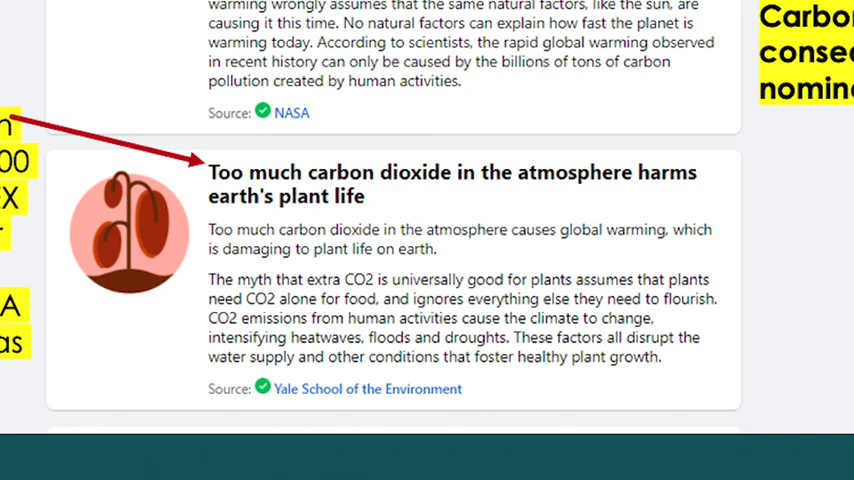 warming wrongly assumes that the same natural factors, like the sun, are
causing it this time. No natural factors can explain how fast the planet is
warming today. According to scientists, the rapid global warming observed
in recent history can only be caused by the billions of tons of carbon
pollution created by human activities.
Source: NASA
Too much carbon dioxide in the atmosphere harms
earth's plant life
Too much carbon dioxide in the atmosphere causes global warming, which
is damaging to plant life on earth.
The myth that extra CO2 is universally good for plants assumes that plants
need CO2 alone for food, and ignores everything else they need to flourish.
CO2 emissions from human activities cause the climate to change,
intensifying heatwaves, floods and droughts. These factors all disrupt the
water supply and other conditions that foster healthy plant growth.
Source: Yale School of the Environment
00
A